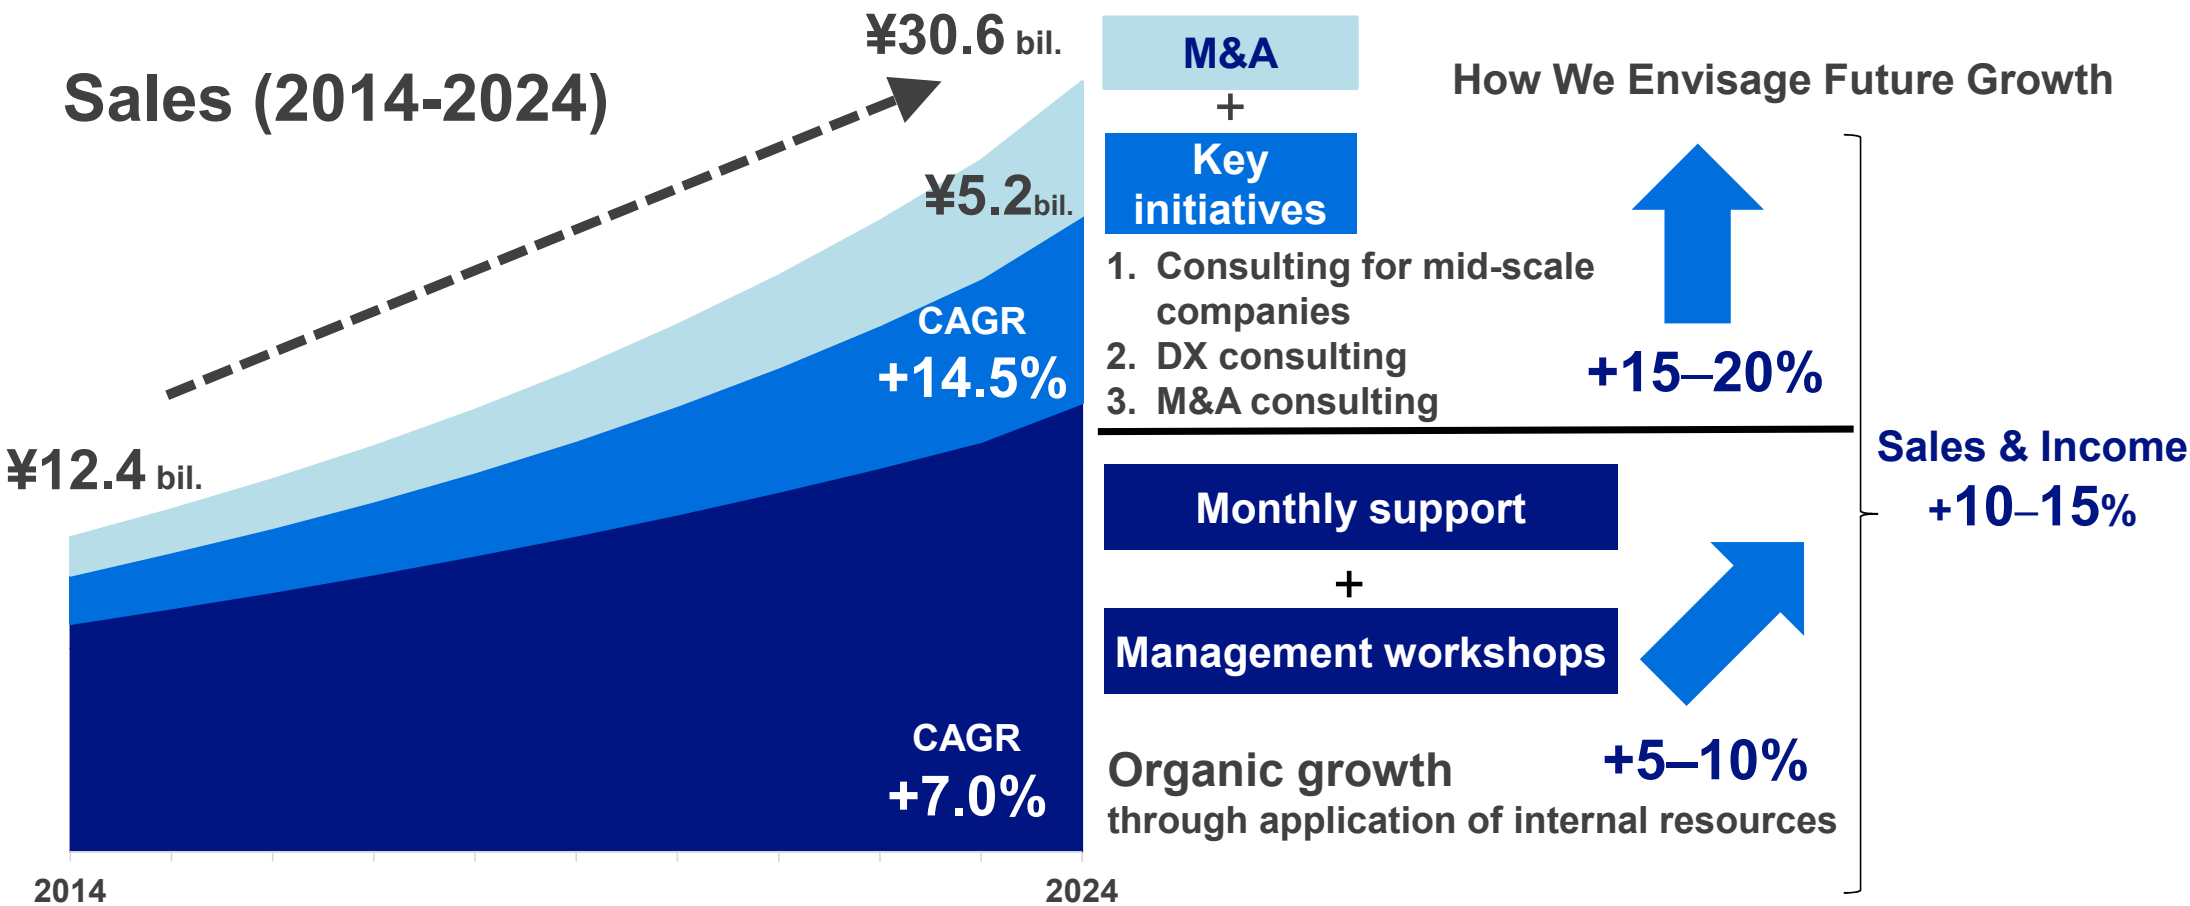 Sales (2014-2024)
¥30.6 bil.
¥5.2bil.
¥12.4 bil.
CAGR
+14.5%
CAGR
+7.0%
2014
2024
M&A
+
Key
initiatives
1. Consulting for mid-scale
companies
2. DX consulting
3. M&A consulting
How We Envisage Future Growth
+15–20%
Monthly support
+
Management workshops
+5–10%
Organic growth
through application of internal resources
Sales & Income
+10–15%